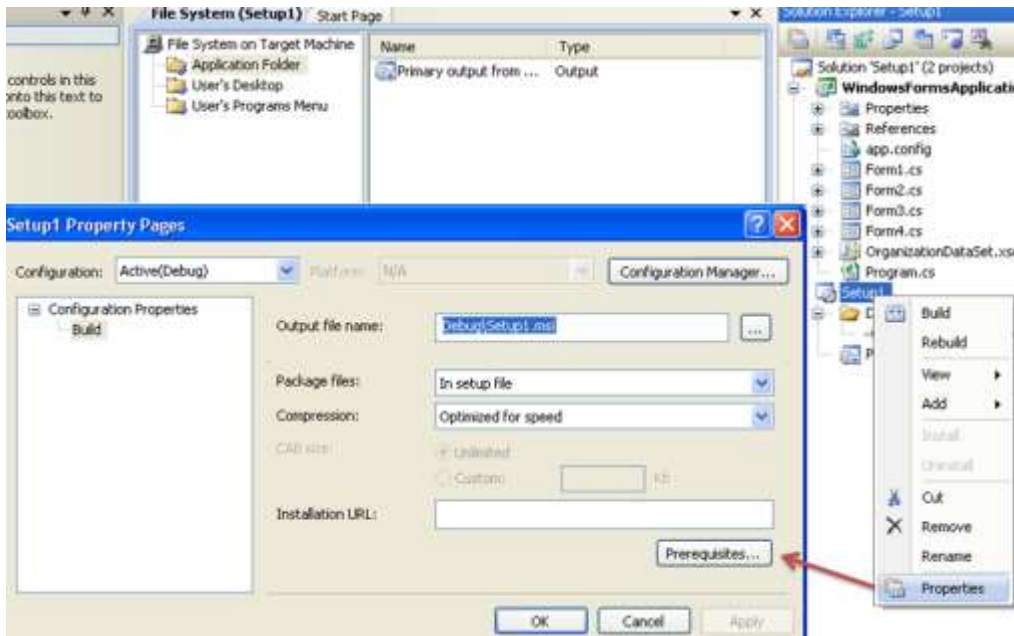 File System (Setup1)
Start Page
Solution Explorer - Setup1
File System on Target Machine
Application Folder
User's Desktop
User's Programs Menu
Name
Type
Primary output from ...
Output
controls in this
onto this text to
oolbox.
Solution 'Setup1' (2 projects)
WindowsFormsApplicati
Properties
References
app.config
Form1.cs
Form2.cs
Form3.cs
Form4.cs
OrganizationDataSet.xs
Program.cs
Setup1
D
P
Setup1 Property Pages
Configuration:
Active(Debug)
Platform:
N/A
Configuration Manager...
Configuration Properties
Build
Output file name:
Debug\Setup1.msi
...
Package files:
In setup file
Compression:
Optimized for speed
CAB size:
Unlimited
Custom:
Kb
Installation URL:
Prerequisites...
OK
Cancel
Apply
Build
Rebuild
View
Add
Install
Uninstall
Cut
Remove
Rename
Properties